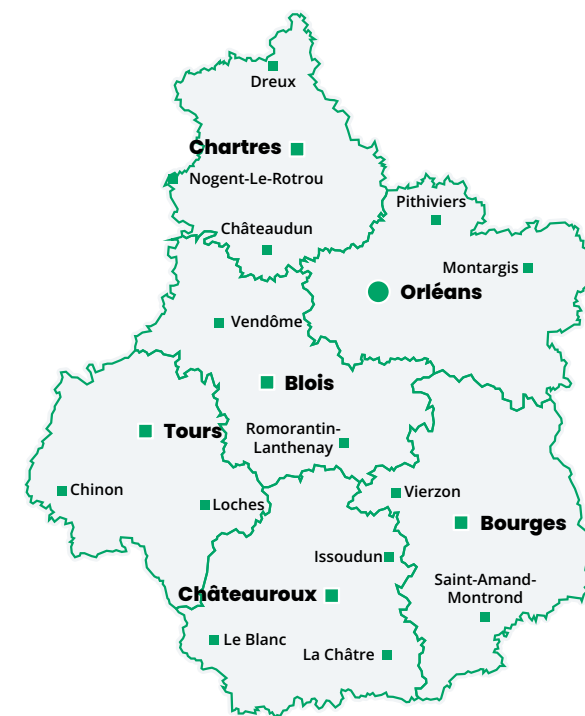 Dreux
Chartres
Nogent-Le-Rotrou
Pithiviers
Châteaudun
Montargis
Orléans
Vendôme
Blois
Tours
Romorantin-
Lanthenay
Chinon
Loches
Vierzon
Bourges
Issoudun
Saint-Amand-
Montrond
Châteauroux
Le Blanc
La Châtre